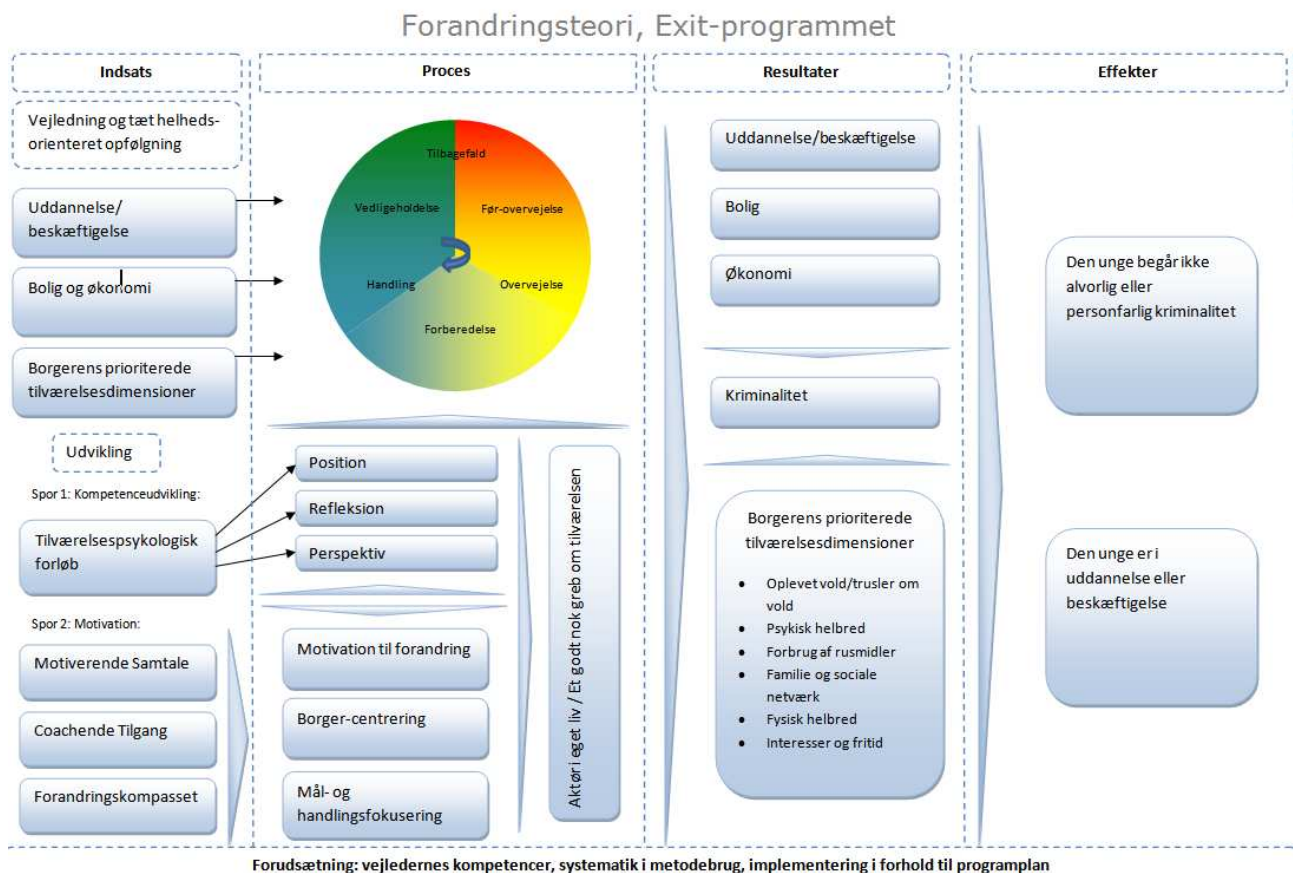 Forandringsteori, Exit-programmet
Indsats
Vejledning og tæt helheds-
orienteret opfølgning
Uddannelse/
beskæftigelse
Bolig og økonomi
Borgerens prioriterede
tilværelsesdimensioner
Udvikling
Spor 1: Kompetenceudvikling:
Tilværelsespsykologisk
forløb
Spor 2: Motivation:
Motiverende Samtale
Coachende Tilgang
Forandringskompasset
Proces
Tilbagefald
Vedligeholdelse
Før-overvejelse
Handling
Overvejelse
Forberedelse
Position
Refleksion
Perspektiv
Motivation til forandring
Borger-centrering
Mål- og
handlingsfokusering
Aktør i eget liv / Et godt nok greb om tilværelsen
Resultater
Uddannelse/beskæftigelse
Bolig
Økonomi
Kriminalitet
Borgerens prioriterede
tilværelsesdimensioner
• Oplevet vold/trusler om
vold
• Psykisk helbred
• Forbrug af rusmidler
• Familie og sociale
netværk
• Fysisk helbred
• Interesser og fritid
Effekter
Den unge begår ikke
alvorlig eller
personfarlig kriminalitet
Den unge er i
uddannelse eller
beskæftigelse
Forudsætning: vejledernes kompetencer, systematik i metodebrug, implementering i forhold til programplan